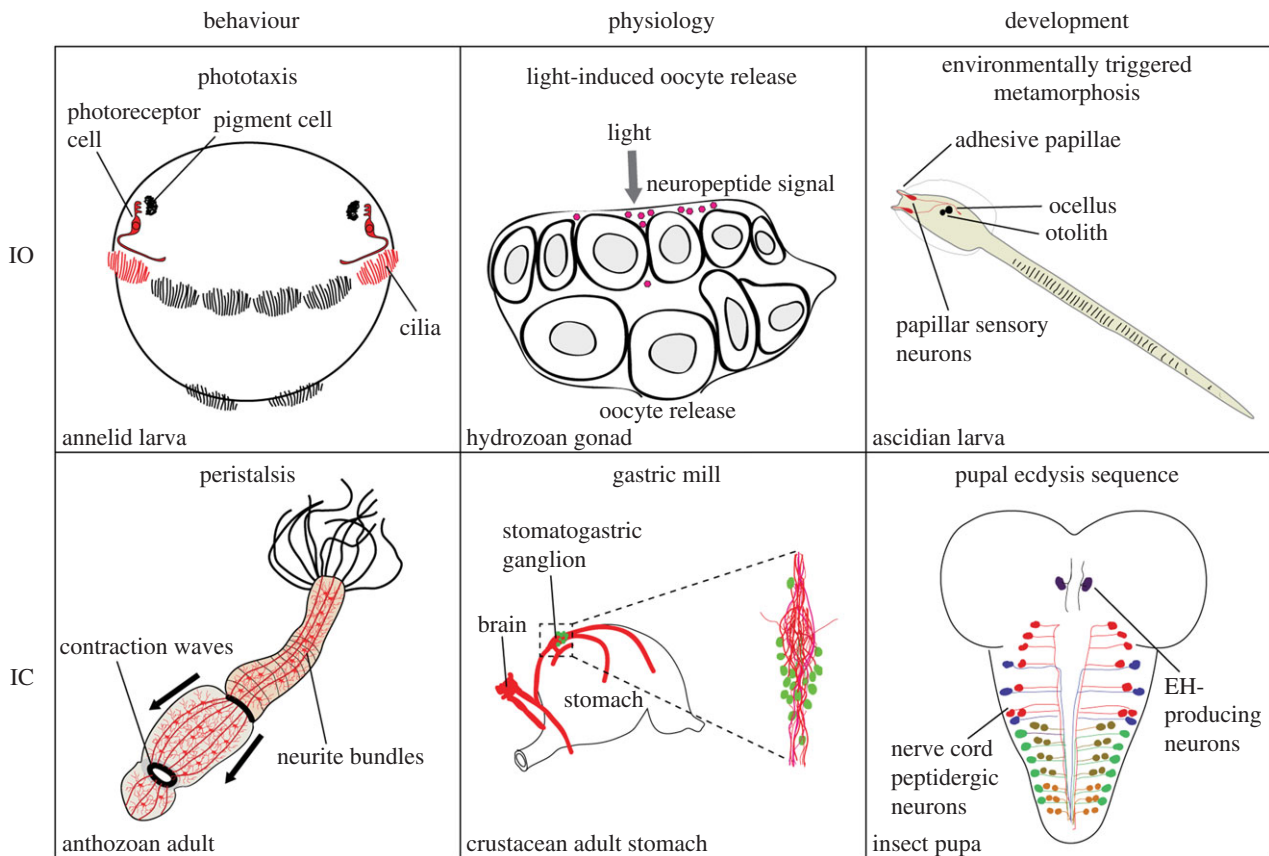 behaviour
physiology
development
IO
phototaxis
photoreceptor
cell
pigment cell
cilia
annelid larva
light-induced oocyte release
light
neuropeptide signal
oocyte release
hydrozoan gonad
environmentally triggered
metamorphosis
adhesive papillae
ocellus
otolith
papillar sensory
neurons
ascidian larva
IC
peristalsis
contraction waves
neurite bundles
anthozoan adult
gastric mill
stomatogastric
ganglion
brain
stomach
crustacean adult stomach
pupal ecdysis sequence
EH-
producing
neurons
nerve cord
peptidergic
neurons
insect pupa